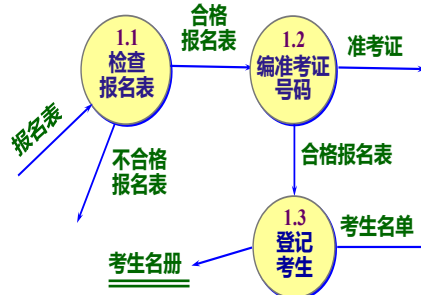 合格
报名表
1.1
检查
报名表
1.2
编准考证
号码
准考证
报名表
不合格
报名表
合格报名表
1.3
登记
考生
考生名单
考生名册